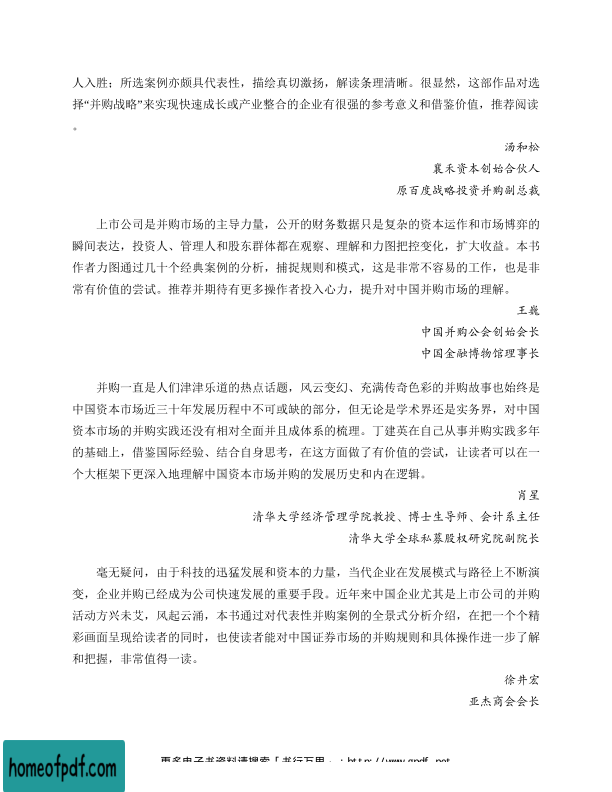 人入胜；所选案例亦颇具代表性，描绘真切激扬，解读条理清晰。很显然，这部作品对选
择“并购战略”来实现快速成长或产业整合的企业有很强的参考意义和借鉴价值，推荐阅读
。
汤和松
襄禾资本创始合伙人
原百度战略投资并购副总裁
上市公司是并购市场的主导力量，公开的财务数据只是复杂的资本运作和市场博弈的
瞬间表达，投资人、管理人和股东群体都在观察、理解和力图把控变化，扩大收益。本书
作者力图通过几十个经典案例的分析，捕捉规则和模式，这是非常不容易的工作，也是非
常有价值的尝试。推荐并期待有更多操作者投入心力，提升对中国并购市场的理解。
王巍
中国并购公会创始会长
中国金融博物馆理事长
并购一直是人们津津乐道的热点话题，风云变幻、充满传奇色彩的并购故事也始终是
中国资本市场近三十年发展历程中不可或缺的部分，但无论是学术界还是实务界，对中国
资本市场的并购实践还没有相对全面并且成体系的梳理。丁建英在自己从事并购实践多年
的基础上，借鉴国际经验、结合自身思考，在这方面做了有价值的尝试，让读者可以在一
个大框架下更深入地理解中国资本市场并购的发展历史和内在逻辑。
肖星
清华大学经济管理学院教授、博士生导师、会计系主任
清华大学全球私募股权研究院副院长
毫无疑问，由于科技的迅猛发展和资本的力量，当代企业在发展模式与路径上不断演
变，企业并购已经成为公司快速发展的重要手段。近年来中国企业尤其是上市公司的并购
活动方兴未艾，风起云涌，本书通过对代表性并购案例的全景式分析介绍，在把一个个精
彩画面呈现给读者的同时，也使读者能对中国证券市场的并购规则和具体操作进一步了解
和把握，非常值得一读。
徐井宏
亚杰商会会长
更多电子书资料请搜索「书行万里」：http://www.gpdf.net
homeofpdf.com